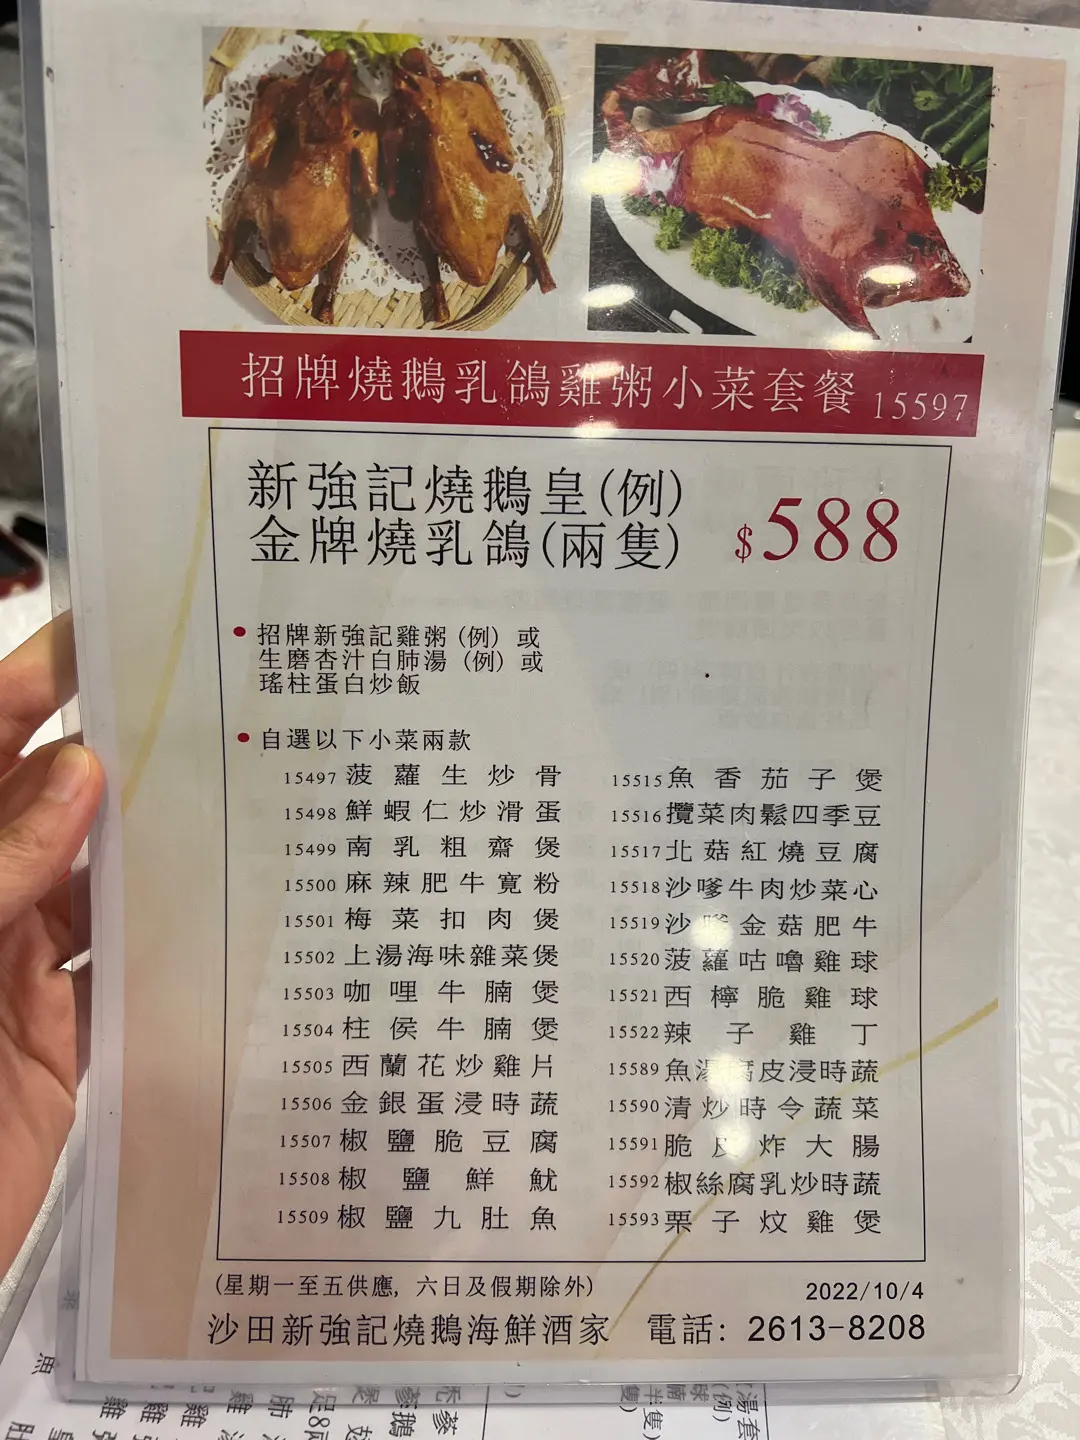 招牌燒鵝乳鴿雞粥小菜套餐 15597
新強記燒鵝皇(例)
金牌燒乳鴿(兩隻)
$588
• 招牌新強記雞粥 (例) 或
生磨杏汁白肺湯 (例) 或
瑤柱蛋白炒飯
• 自選以下小菜兩款
15497 菠蘿生炒骨
15498 鮮蝦仁炒滑蛋
15499 南乳粗齋煲
15500 麻辣肥牛寬粉
15501 梅菜扣肉煲
15502 上湯海味雜菜煲
15503 咖哩牛腩煲
15504 柱侯牛腩煲
15505 西蘭花炒雞片
15506 金銀蛋浸時蔬
15507 椒鹽脆豆腐
15508 椒鹽鮮魷
15509 椒鹽九肚魚
15515 魚香茄子煲
15516 攬菜肉鬆四季豆
15517 北菇紅燒豆腐
15518 沙嗲牛肉炒菜心
15519 沙嗲金菇肥牛
15520 菠蘿咕嚕雞球
15521 西檸脆雞球
15522 辣子雞丁
15589 魚湯腐皮浸時蔬
15590 清炒時令蔬菜
15591 脆皮炸大腸
15592 椒絲腐乳炒時蔬
15593 栗子炆雞煲
(星期一至五供應, 六日及假期除外)
2022/10/4
沙田新強記燒鵝海鮮酒家 電話: 2613-8208